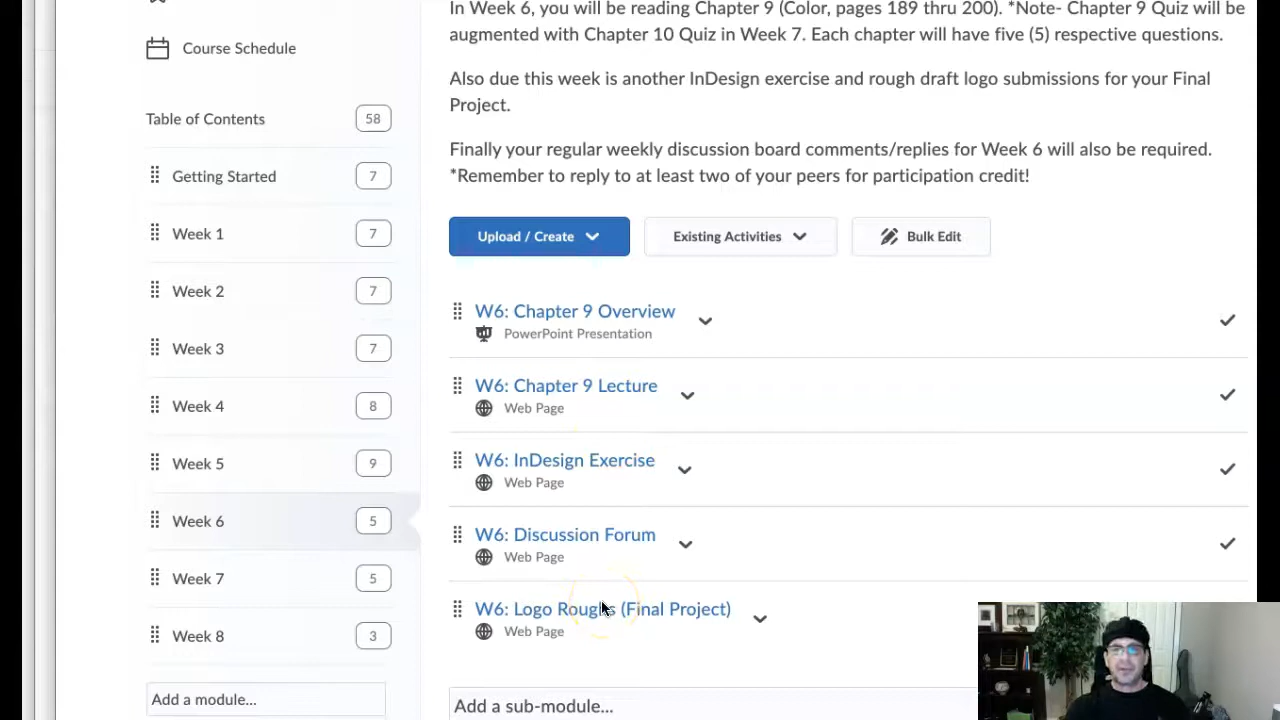 Course Schedule
Table of Contents 58
Getting Started 7
Week 1 7
Week 2 7
Week 3 7
Week 4 8
Week 5 9
Week 6 5
Week 7 5
Week 8 3
Add a module...
In Week 6, you will be reading Chapter 9 (Color, pages 189 thru 200). *Note- Chapter 9 Quiz will be
augmented with Chapter 10 Quiz in Week 7. Each chapter will have five (5) respective questions.
Also due this week is another InDesign exercise and rough draft logo submissions for your Final
Project.
Finally your regular weekly discussion board comments/replies for Week 6 will also be required.
*Remember to reply to at least two of your peers for participation credit!
Upload / Create Existing Activities Bulk Edit
W6: Chapter 9 Overview
PowerPoint Presentation
W6: Chapter 9 Lecture
Web Page
W6: InDesign Exercise
Web Page
W6: Discussion Forum
Web Page
W6: Logo Roughs (Final Project)
Web Page
Add a sub-module...